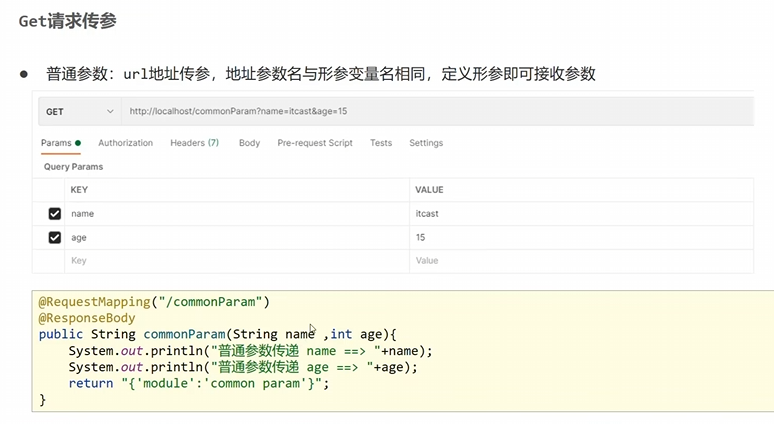 Get请求传参
● 普通参数：url地址传参，地址参数名与形参变量名相同，定义形参即可接收参数
GET http://localhost/commonParam?name=itcast&age=15
Params Authorization Headers (7) Body Pre-request Script Tests Settings
Query Params
KEY VALUE
name itcast
age 15
Key Value
@RequestMapping("/commonParam")
@ResponseBody
public String commonParam(String name ,int age){
System.out.println("普通参数传递 name ==> "+name);
System.out.println("普通参数传递 age ==> "+age);
return "{'module':'common param'}";
}